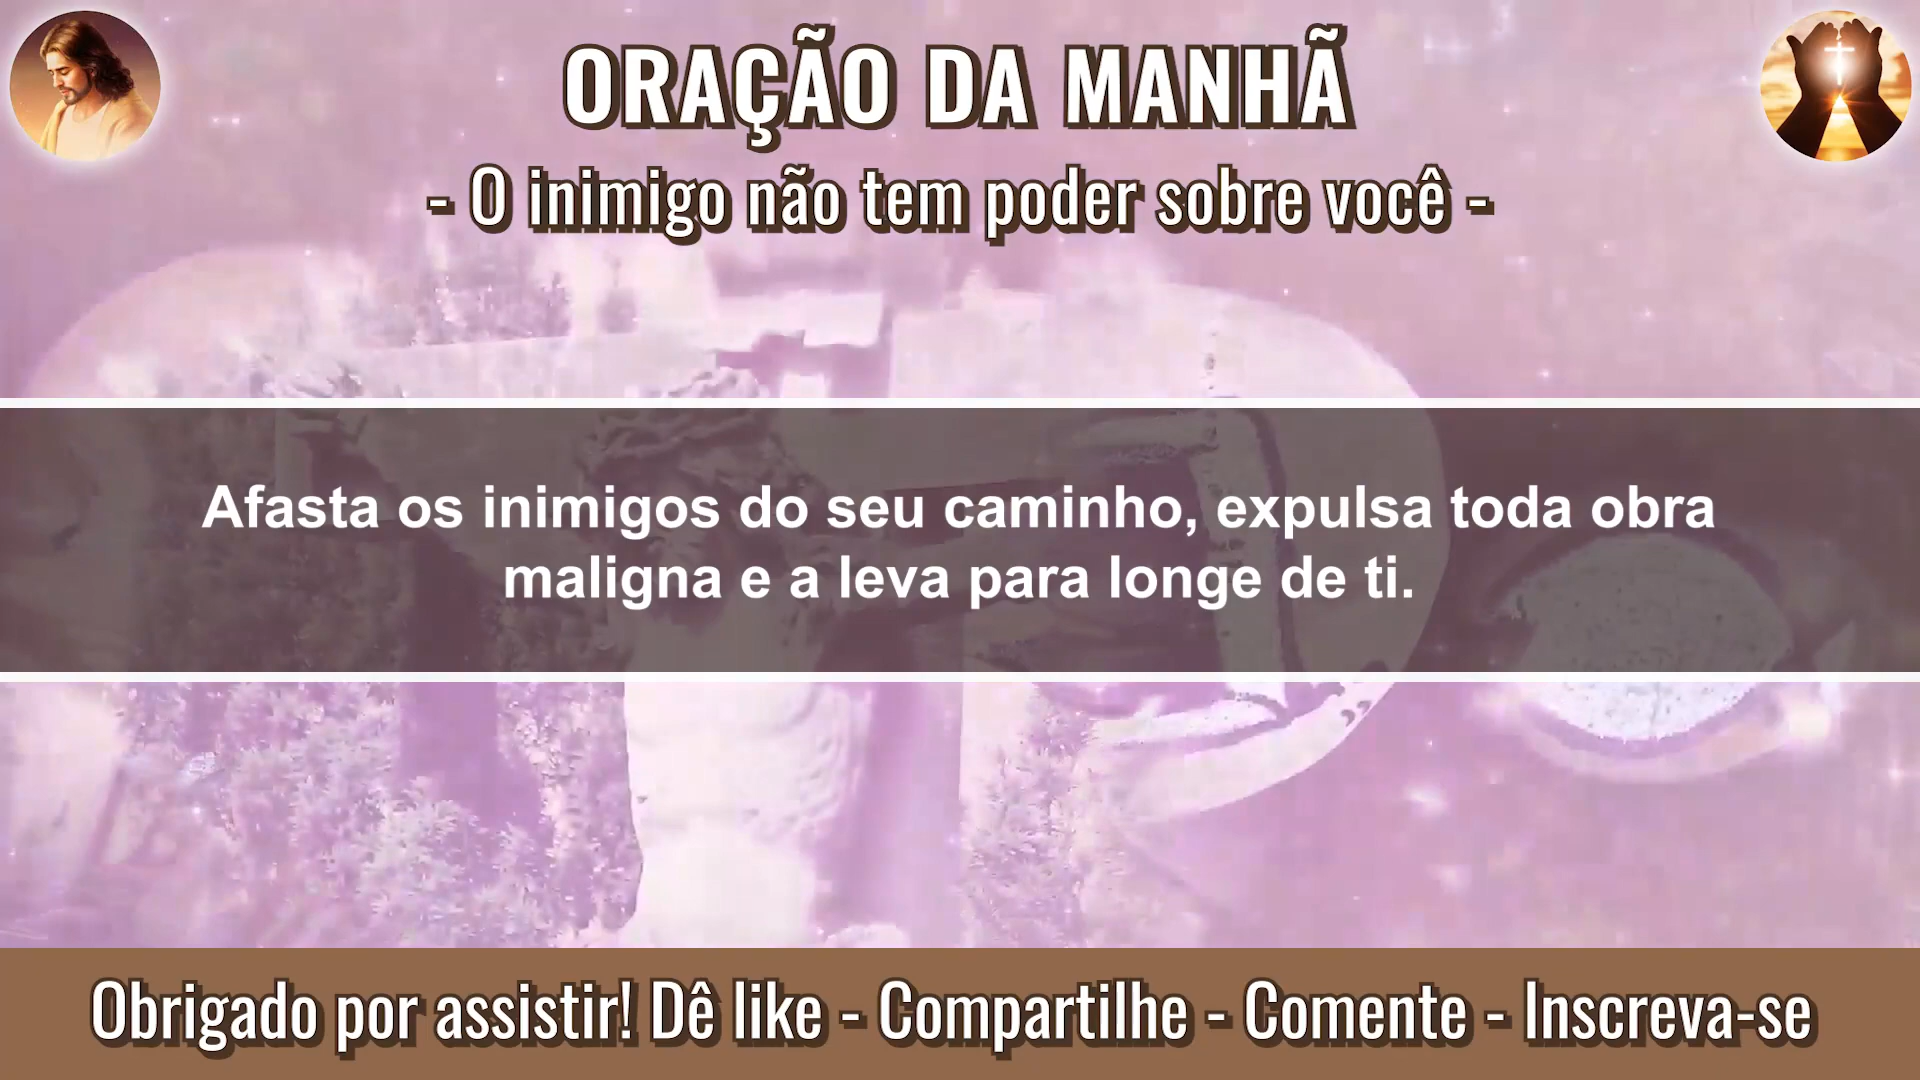 ORAÇÃO DA MANHÃ
- O inimigo não tem poder sobre você -
Afasta os inimigos do seu caminho, expulsa toda obra
maligna e a leva para longe de ti.
Obrigado por assistir! Dê like - Compartilhe - Comente - Inscreva-se